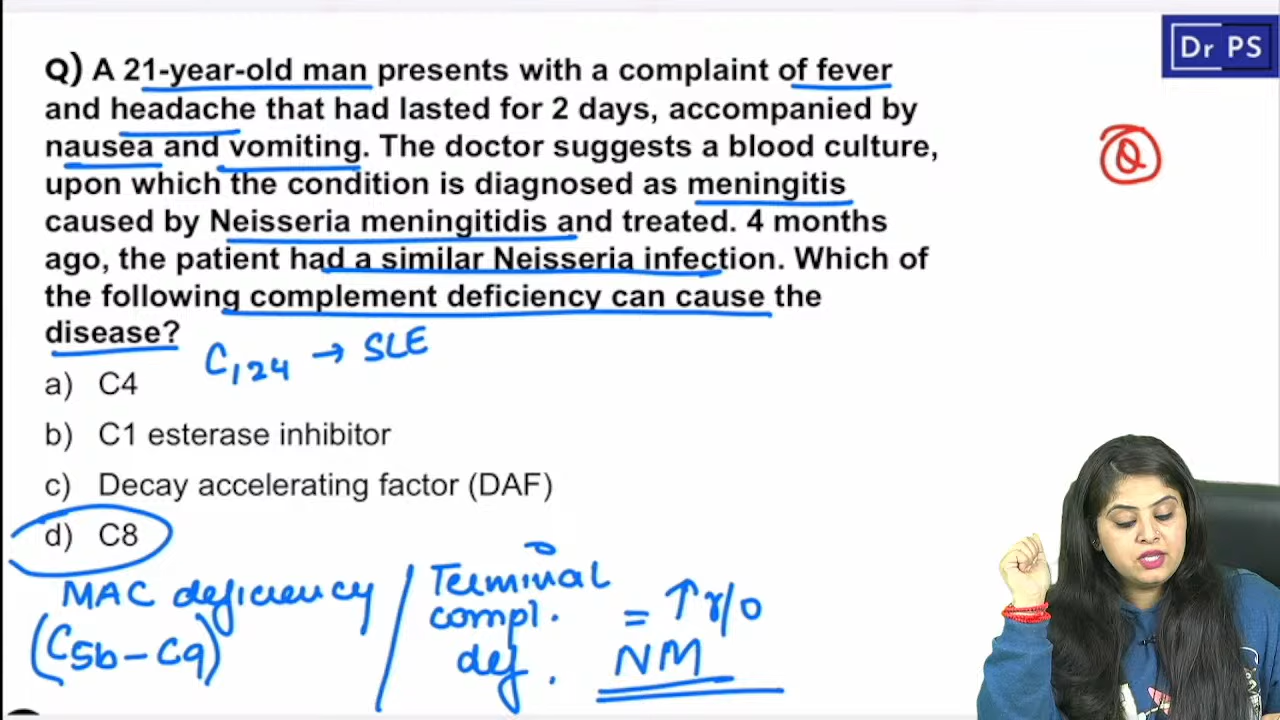 Dr PS
Q) A 21-year-old man presents with a complaint of fever
and headache that had lasted for 2 days, accompanied by
nausea and vomiting. The doctor suggests a blood culture,
upon which the condition is diagnosed as meningitis
caused by Neisseria meningitidis and treated. 4 months
ago, the patient had a similar Neisseria infection. Which of
the following complement deficiency can cause the
disease?
C124 → SLE
a) C4
b) C1 esterase inhibitor
c) Decay accelerating factor (DAF)
d) C8
MAC deficiency
(C5b-C9)
/ Terminal
compl.
def.
= ↑ r/o
NM